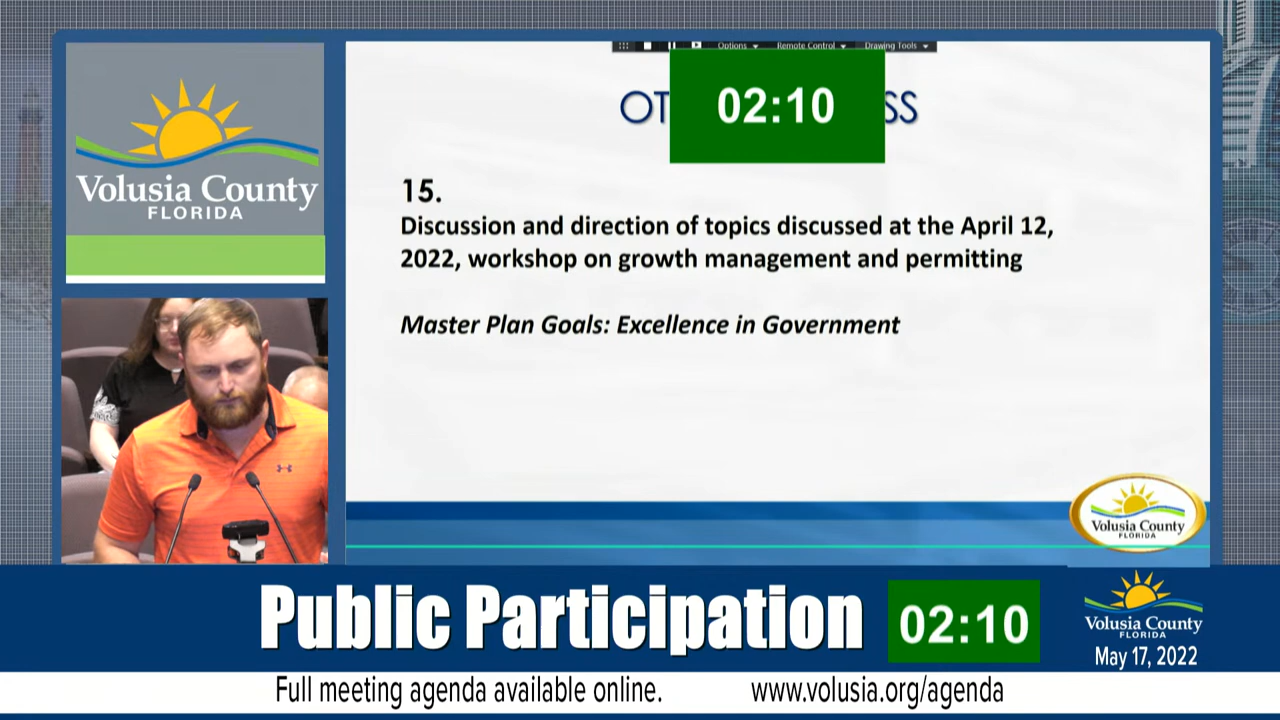 Options
Remote Control
Drawing Tools
02:10
15.
Discussion and direction of topics discussed at the April 12,
2022, workshop on growth management and permitting
Master Plan Goals: Excellence in Government
Volusia County
FLORIDA
Volusia County
FLORIDA
Public Participation
02:10
Volusia County
FLORIDA
May 17, 2022
Full meeting agenda available online.
www.volusia.org/agenda